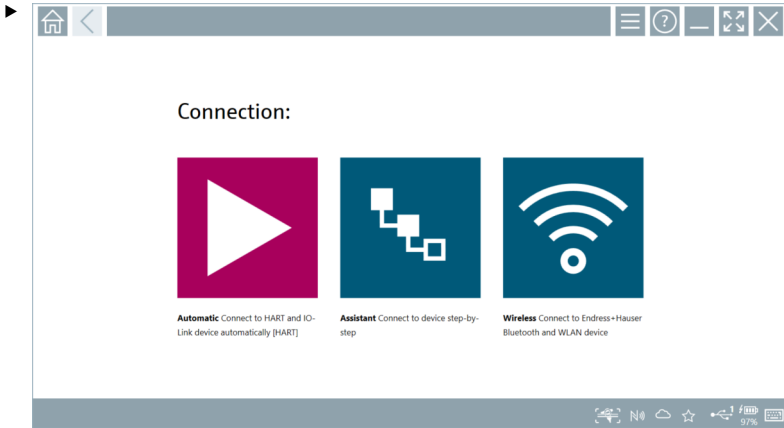 ?
Connection:
Automatic Connect to HART and IO-
Link device automatically [HART]
Assistant Connect to device step-by-
step
Wireless Connect to Endress+Hauser
Bluetooth and WLAN device
1
97%